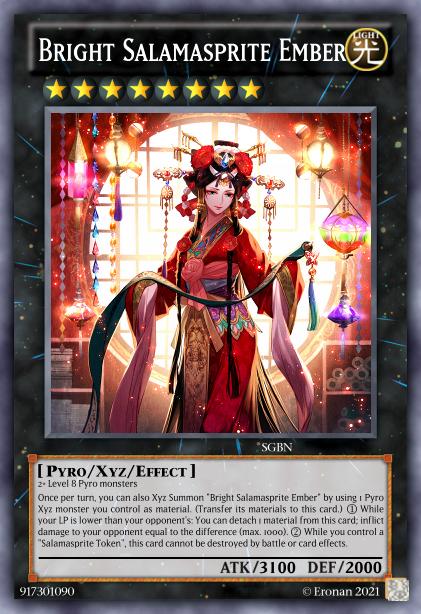 Bright Salamasprite Ember
LIGHT
光
SGBN
[ Pyro/Xyz/Effect ]
2+ Level 8 Pyro monsters
Once per turn, you can also Xyz Summon "Bright Salamasprite Ember" by using 1 Pyro
Xyz monster you control as material. (Transfer its materials to this card.) ① While
your LP is lower than your opponent's: You can detach 1 material from this card; inflict
damage to your opponent equal to the difference (max. 1000). ② While you control a
"Salamasprite Token", this card cannot be destroyed by battle or card effects.
ATK/3100 DEF/2000
917301090
© Eronan 2021